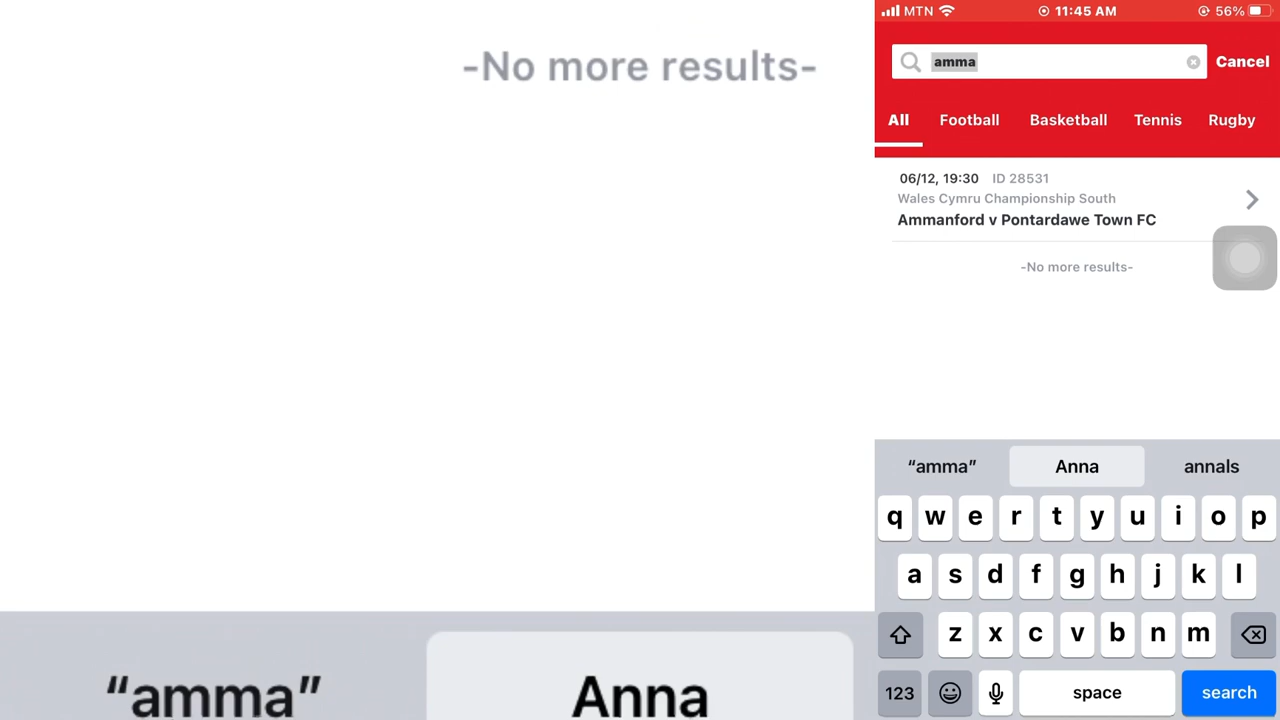 -No more results-
“amma”
Anna
MTN
11:45 AM
56%
amma
Cancel
All Football Basketball Tennis Rugby
06/12, 19:30 ID 28531
Wales Cymru Championship South
Ammanford v Pontardawe Town FC
-No more results-
“amma” Anna annals
q w e r t y u i o p
a s d f g h j k l
z x c v b n m
123 space search